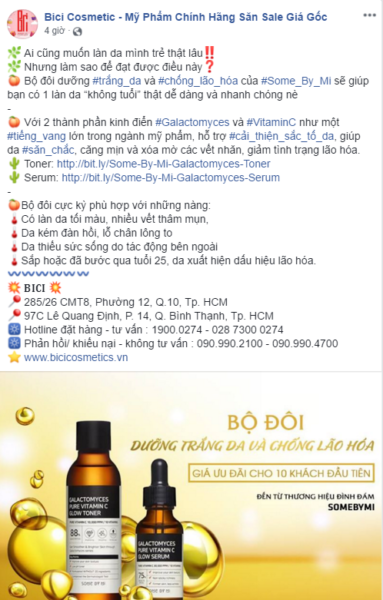 Bici Cosmetic - Mỹ Phẩm Chính Hãng Săn Sale Giá Gốc
4 giờ ·
🌿 Ai cũng muốn làn da mình trẻ thật lâu‼️
🌿 Nhưng làm sao để đạt được điều này ❓
🍑 Bộ đôi dưỡng #trắng_da và #chống_lão_hóa của #Some_By_Mi sẽ giúp
bạn có 1 làn da "không tuổi" thật dễ dàng và nhanh chóng nè
-
🍑 Với 2 thành phần kinh điển #Galactomyces và #VitaminC như một
#tiếng_vang lớn trong ngành mỹ phẩm, hỗ trợ #cải_thiện_sắc_tố_da, giúp
da #săn_chắc, căng mịn và xóa mờ các vết nhăn, giảm tình trạng lão hóa.
🌵 Toner: http://bit.ly/Some-By-Mi-Galactomyces-Toner
🌵 Serum: http://bit.ly/Some-By-Mi-Galactomyces-Serum
-
🍑Bộ đôi cực kỳ phù hợp với những nàng:
🌡Có làn da tối màu, nhiều vết thâm mụn,
🌡Da kém đàn hồi, lỗ chân lông to
🌡Da thiếu sức sống do tác động bên ngoài
🌡Sắp hoặc đã bước qua tuổi 25, da xuất hiện dấu hiệu lão hóa.
〰〰〰〰〰〰
💥 BICI 💥
📍 285/26 CMT8, Phường 12, Q.10, Tp. HCM
📍 97C Lê Quang Định, P. 14, Q. Bình Thạnh, Tp. HCM
Hotline đặt hàng - tư vấn : 1900.0274 - 028 7300 0274
Phản hồi/ khiếu nại - không tư vấn : 090.990.2100 - 090.990.4700
⭐ www.bicicosmetics.vn
BỘ ĐÔI
DƯỠNG TRẮNG DA VÀ CHỐNG LÃO HÓA
GIÁ ƯU ĐÃI CHO 10 KHÁCH ĐẦU TIÊN
ĐẾN TỪ THƯƠNG HIỆU ĐÌNH ĐÁM
SOMEBYMI
GALACTOMYCES
PURE VITAMIN C
GLOW TONER
GALACTOMYCES
PURE VITAMIN C
GLOW SERUM